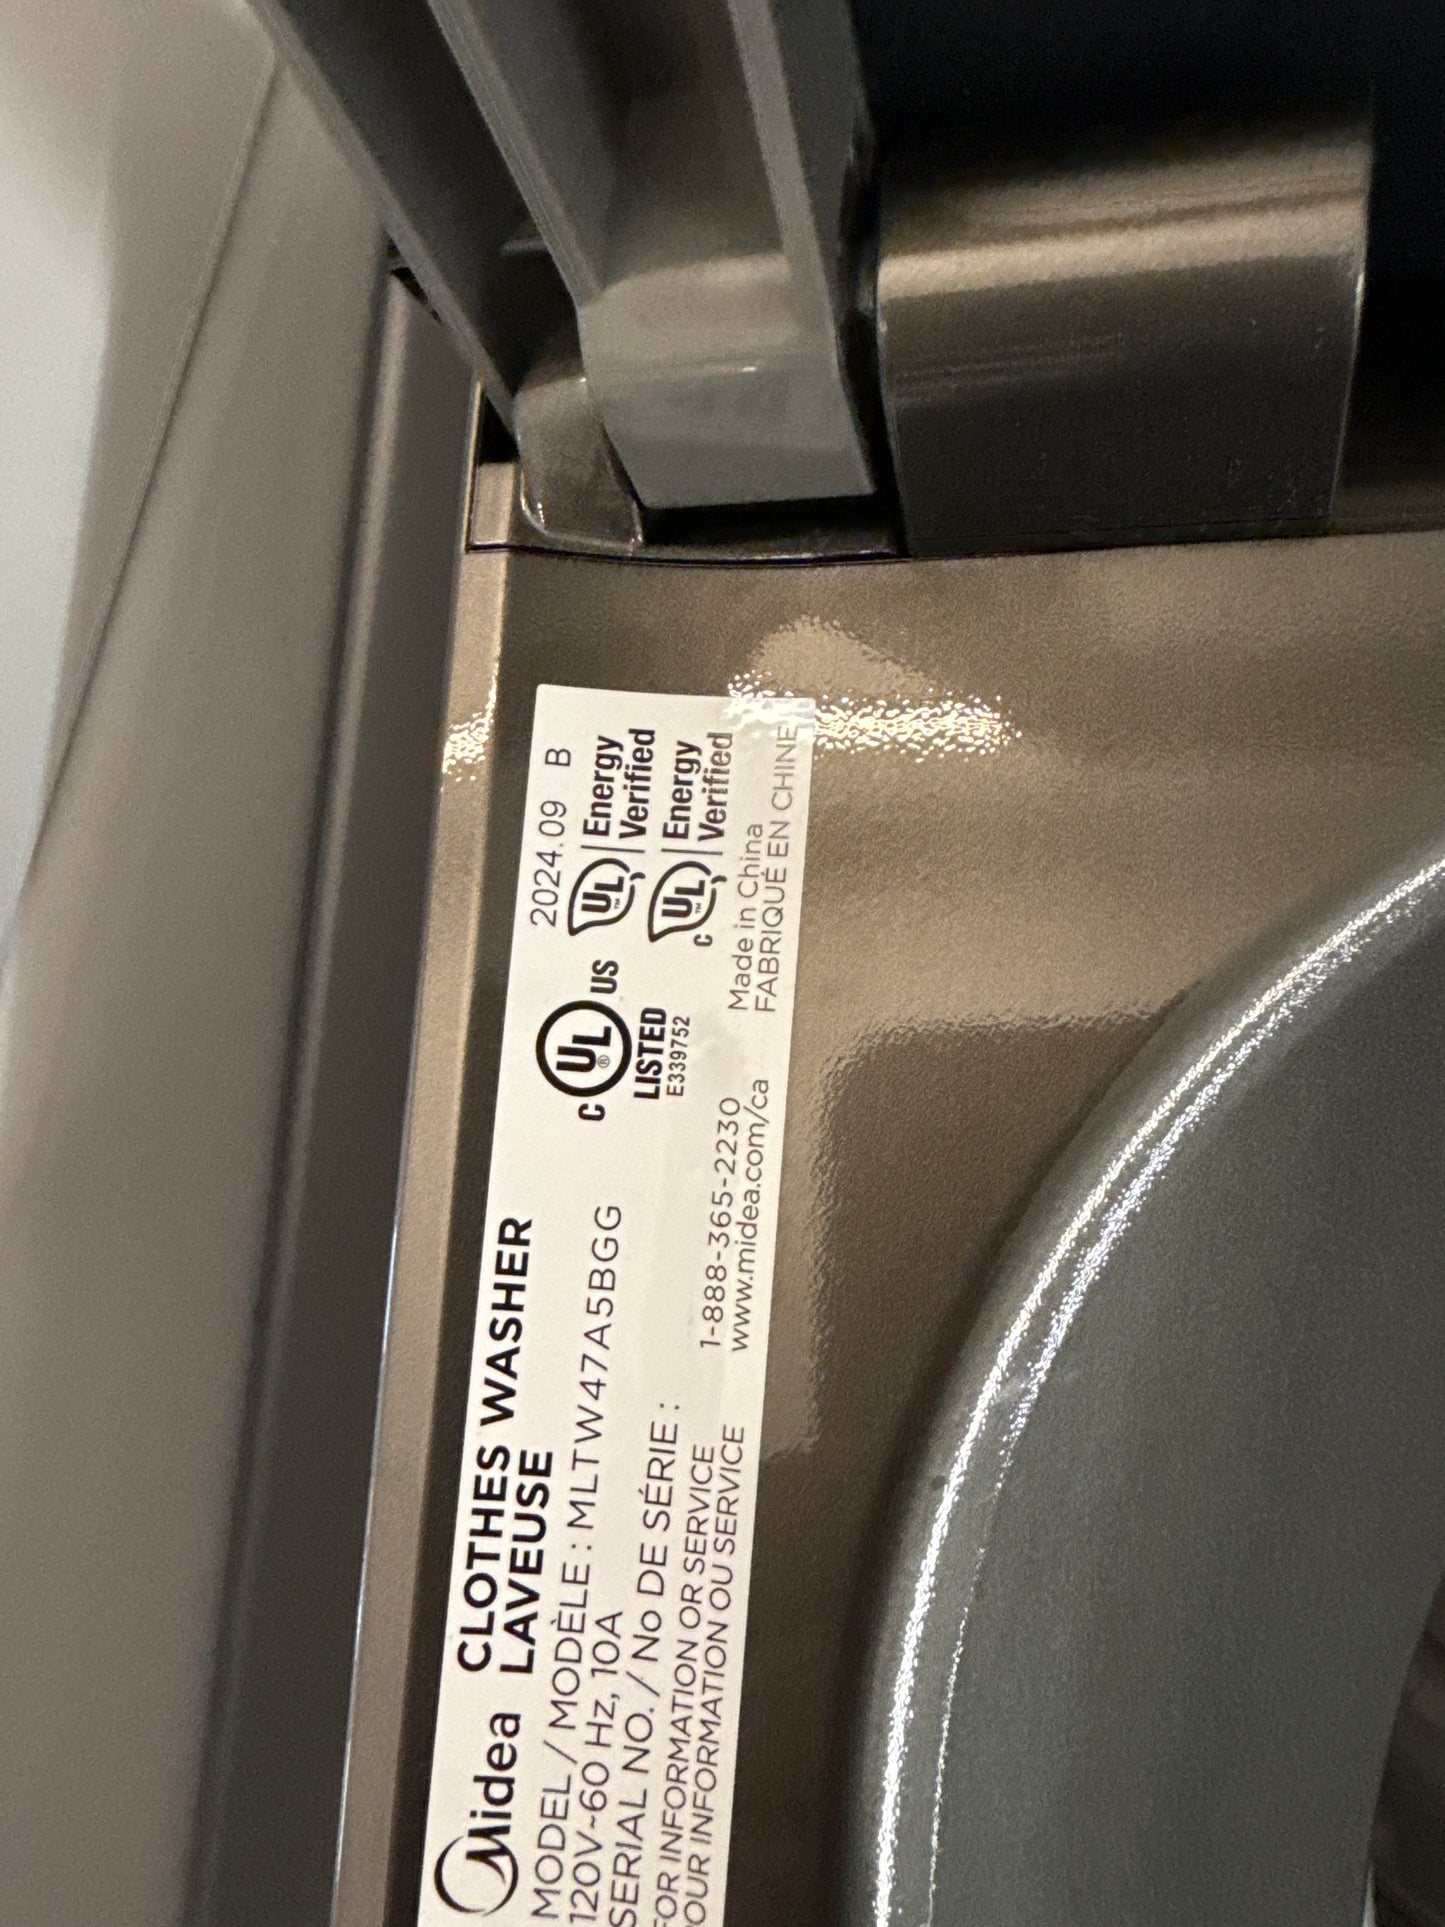 Midea
CLOTHES WASHER
LAVEUSE
MODEL / MODÈLE : MLTW47A5BGG
120V~60 Hz, 10A
SERIAL NO. / No DE SÉRIE :
FOR INFORMATION OR SERVICE
POUR INFORMATION OU SERVICE
1-888-365-2230
www.midea.com/ca
C UL® US
LISTED
E339752
2024.09 B
UL™ Energy
Verified
C UL™ Energy
Verified
Made in China
FABRIQUÉ EN CHINE